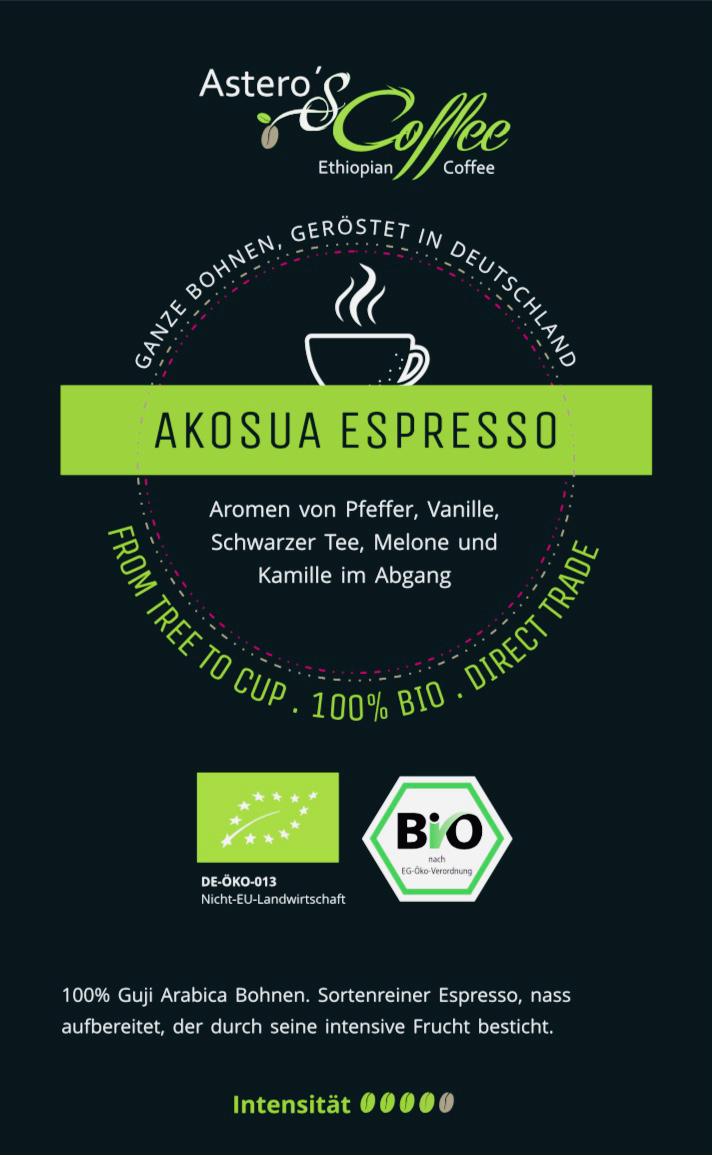 Astero´S Coffee
Ethiopian Coffee
GANZE BOHNEN, GERÖSTET IN DEUTSCHLAND
AKOSUA ESPRESSO
Aromen von Pfeffer, Vanille,
Schwarzer Tee, Melone und
Kamille im Abgang
FROM TREE TO CUP . 100% BIO . DIRECT TRADE
Bio
nach
EG-Öko-Verordnung
DE-ÖKO-013
Nicht-EU-Landwirtschaft
100% Guji Arabica Bohnen. Sortenreiner Espresso, nass
aufbereitet, der durch seine intensive Frucht besticht.
Intensität